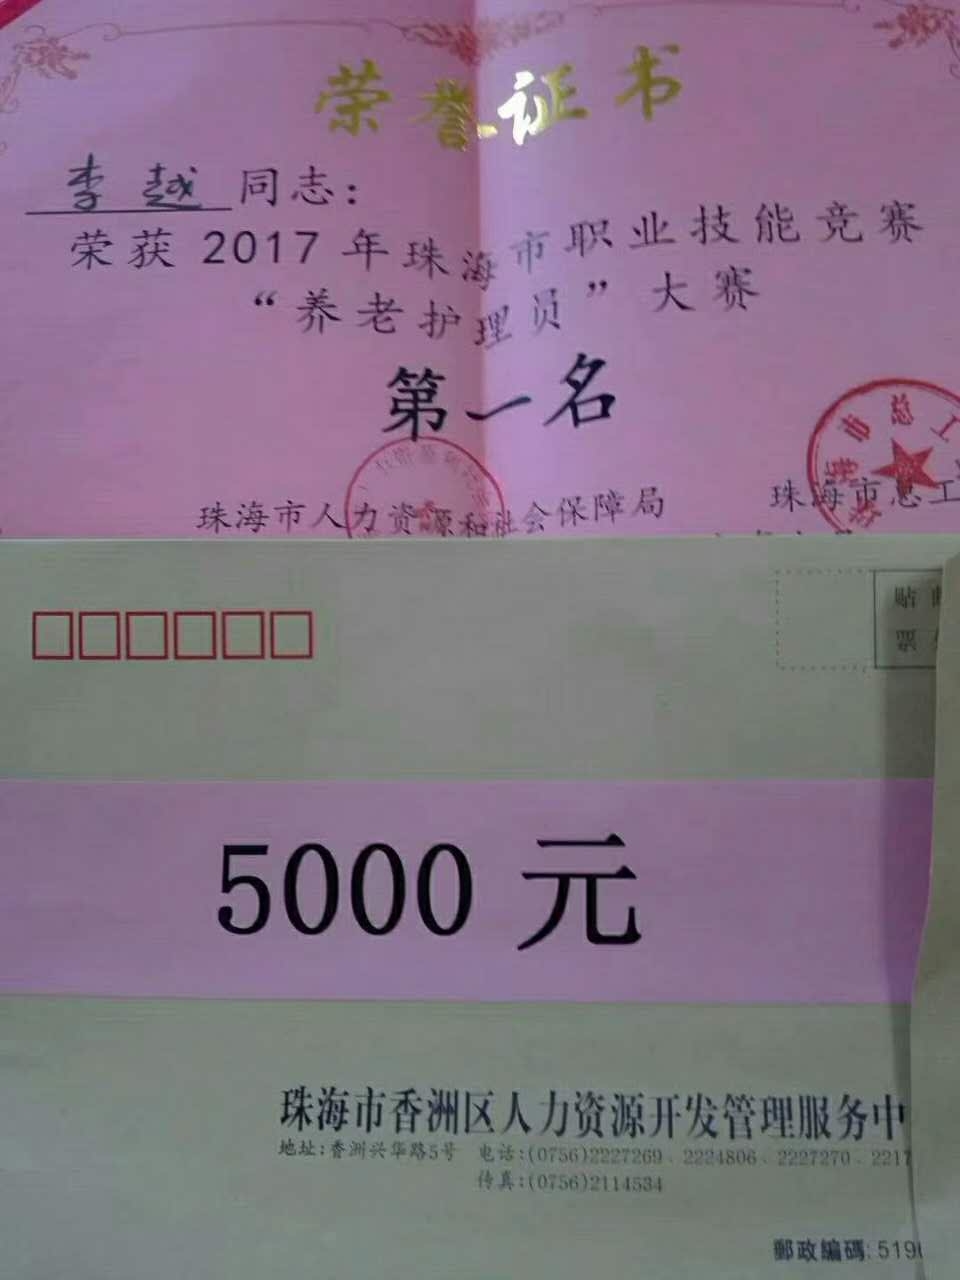 荣誉证书
李越 同志：
荣获 2017 年珠海市职业技能竞赛
“养老护理员”大赛
第一名
珠海市人力资源和社会保障局 珠海市总工
贴
票
5000 元
珠海市香洲区人力资源开发管理服务中
地址:香洲兴华路5号 电话:(0756)2227269、2224806、2227270、2217
传真:(0756)2114534
郵政編碼: 519